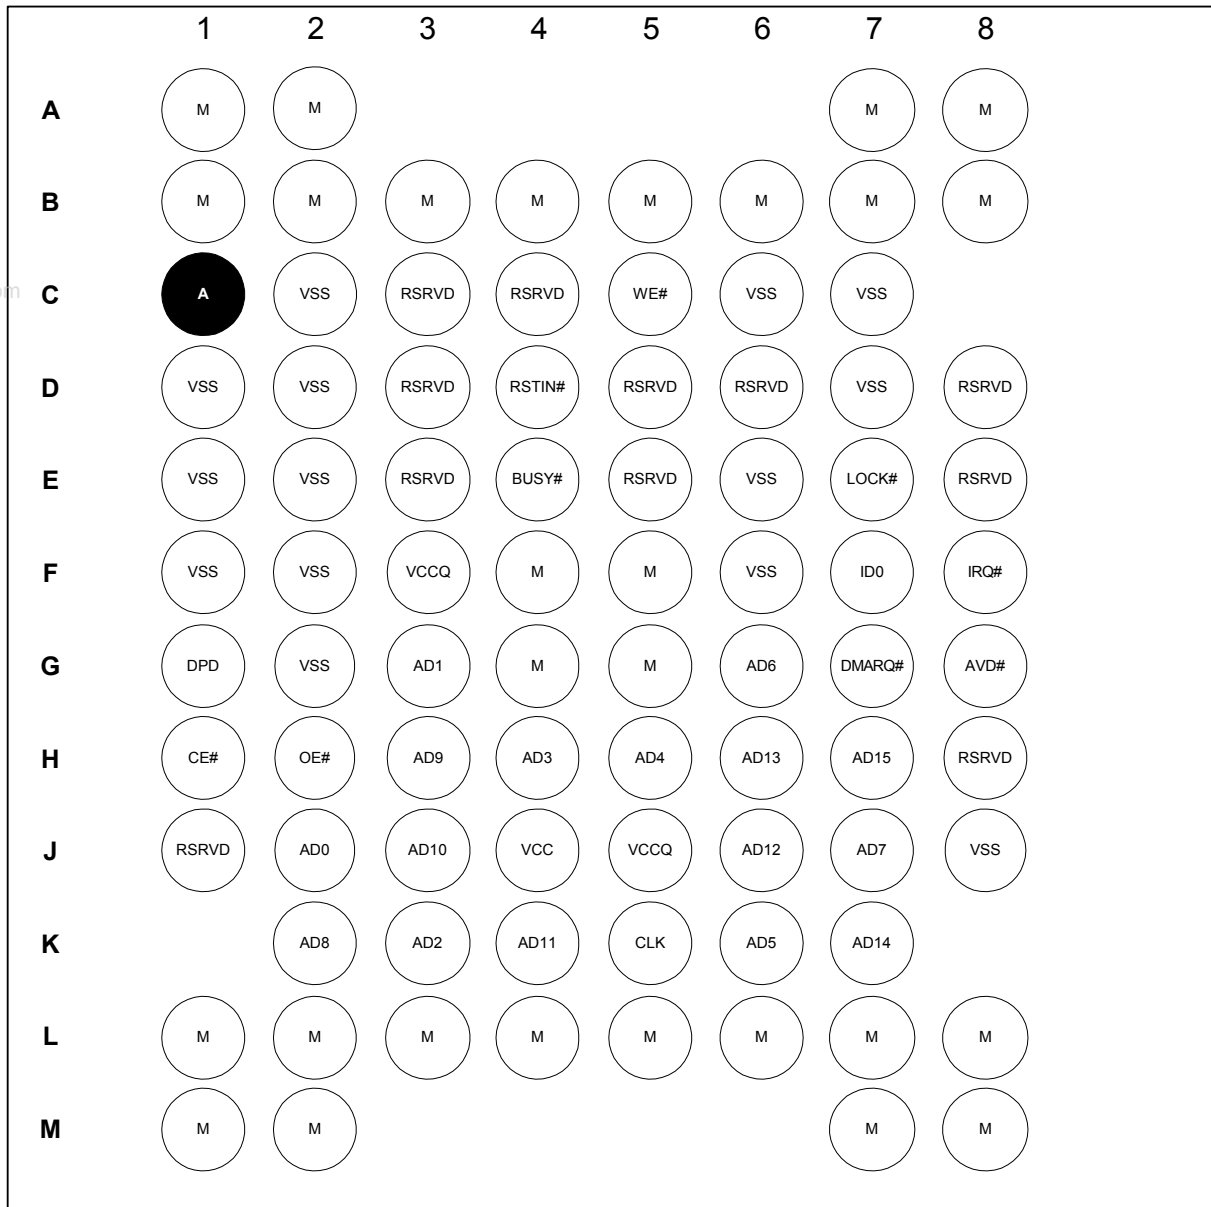 1 2 3 4 5 6 7 8
A M M M M
B M M M M M M M M
om
C A VSS RSRVD RSRVD WE# VSS VSS
D VSS VSS RSRVD RSTIN# RSRVD RSRVD VSS RSRVD
E VSS VSS RSRVD BUSY# RSRVD VSS LOCK# RSRVD
F VSS VSS VCCQ M M VSS ID0 IRQ#
G DPD VSS AD1 M M AD6 DMARQ# AVD#
H CE# OE# AD9 AD3 AD4 AD13 AD15 RSRVD
J RSRVD AD0 AD10 VCC VCCQ AD12 AD7 VSS
K AD8 AD2 AD11 CLK AD5 AD14
L M M M M M M M M
M M M M M